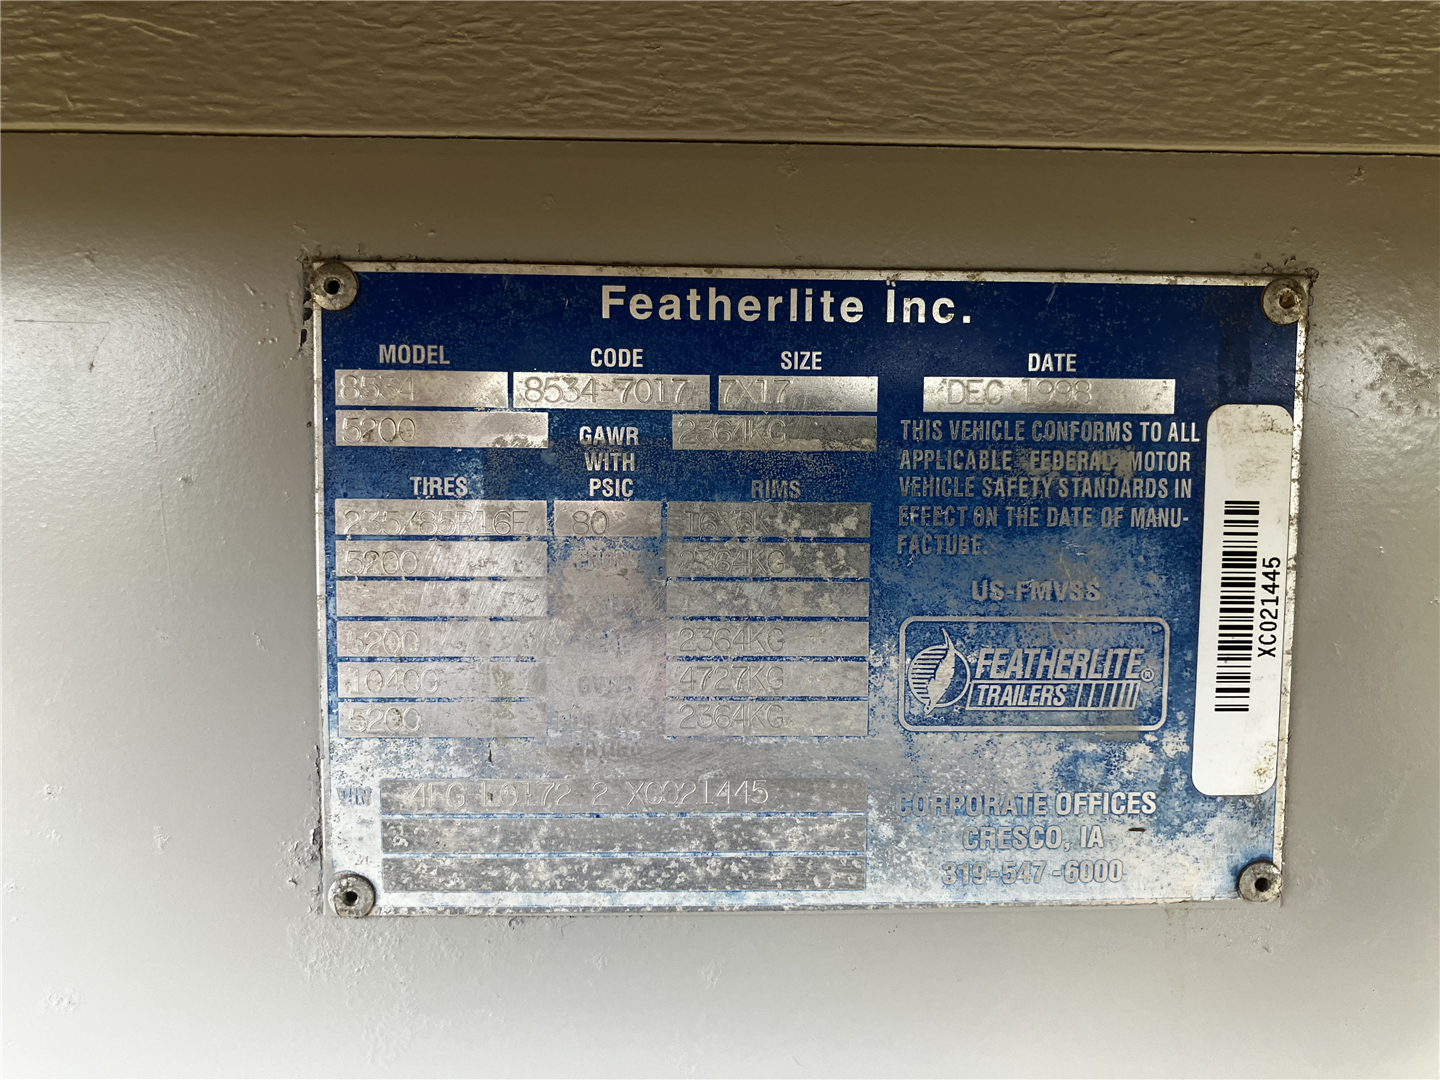 Featherlite Inc.
MODEL CODE SIZE DATE
8534 8534-7017 7X17 DEC 1998
5200 GAWR WITH PSIC 2364KG
TIRES RIMS
235/85R16E 80 16X6K
5200 2364KG
5200 2364KG
10400 GVWR 4727KG
5200 2364KG
VIN 4FG L0172 2 XC021445
THIS VEHICLE CONFORMS TO ALL
APPLICABLE FEDERAL MOTOR
VEHICLE SAFETY STANDARDS IN
EFFECT ON THE DATE OF MANU-
FACTURE.
US-FMVSS
FEATHERLITE®
TRAILERS
CORPORATE OFFICES
CRESCO, IA
319-547-6000
XC021445